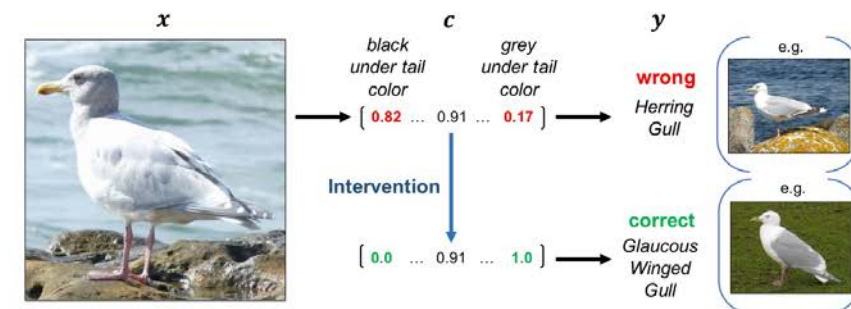 x
c
y
black
under tail
color
grey
under tail
color
[ 0.82 ... 0.91 ... 0.17 ]
wrong
Herring
Gull
e.g.
Intervention
[ 0.0 ... 0.91 ... 1.0 ]
correct
Glaucous
Winged
Gull
e.g.